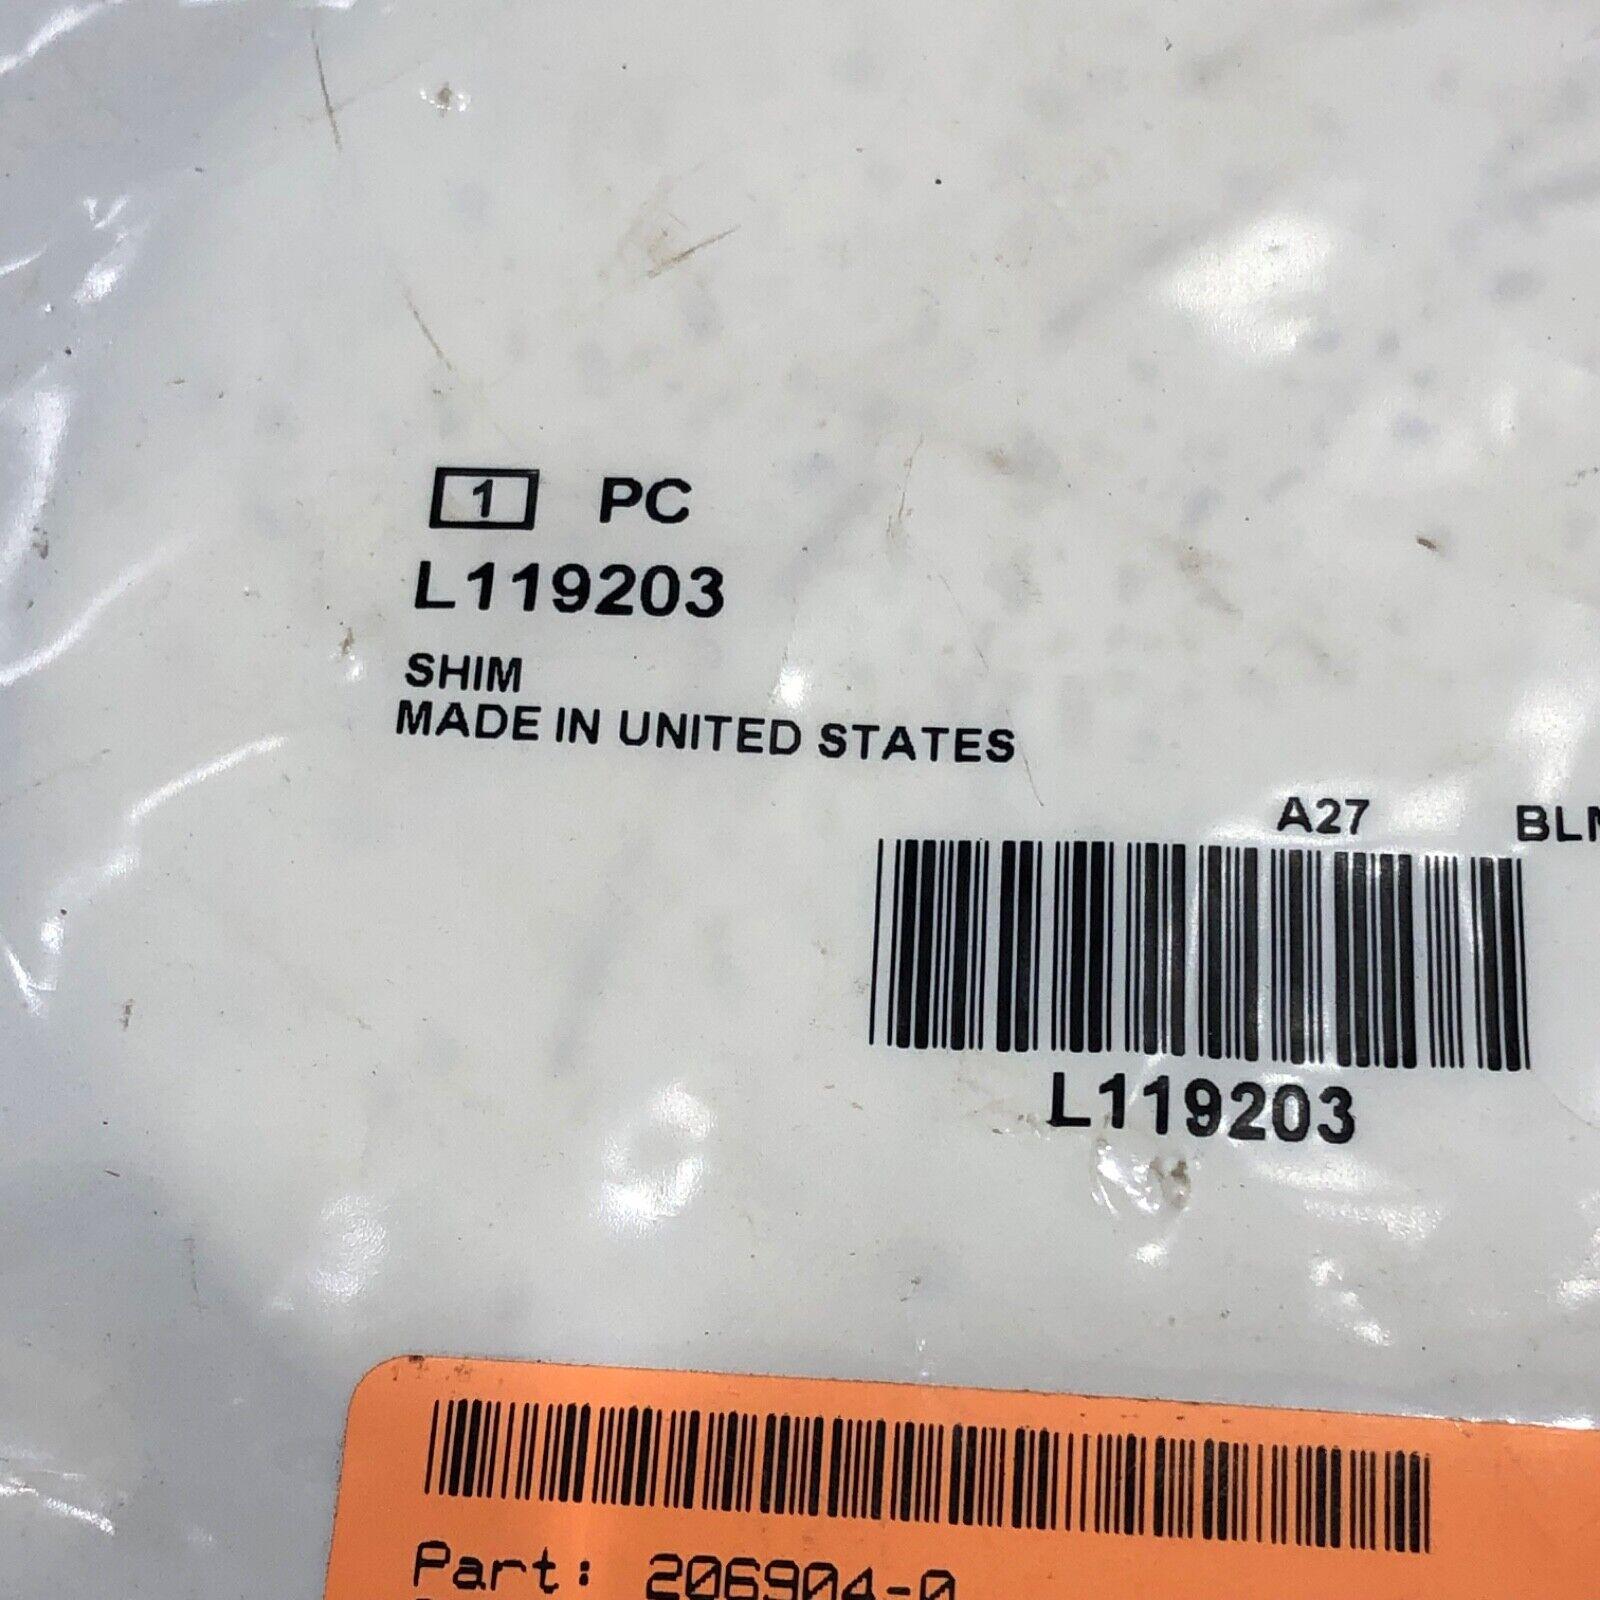 1 PC
L119203
SHIM
MADE IN UNITED STATES
A27
L119203
Part: 206904-0